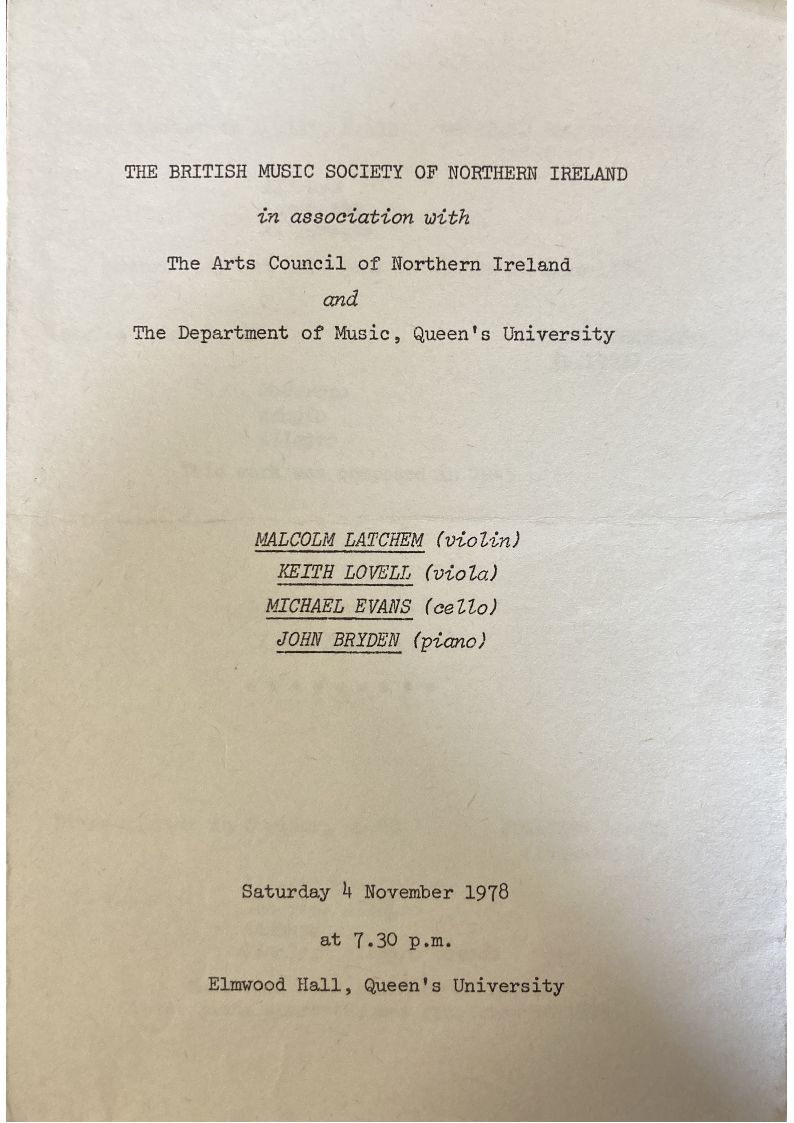 THE BRITISH MUSIC SOCIETY OF NORTHERN IRELAND
in association with
The Arts Council of Northern Ireland
and
The Department of Music, Queen's University
MALCOLM LATCHEM (violin)
KEITH LOVELL (viola)
MICHAEL EVANS (cello)
JOHN BRYDEN (piano)
Saturday 4 November 1978
at 7.30 p.m.
Elmwood Hall, Queen's University